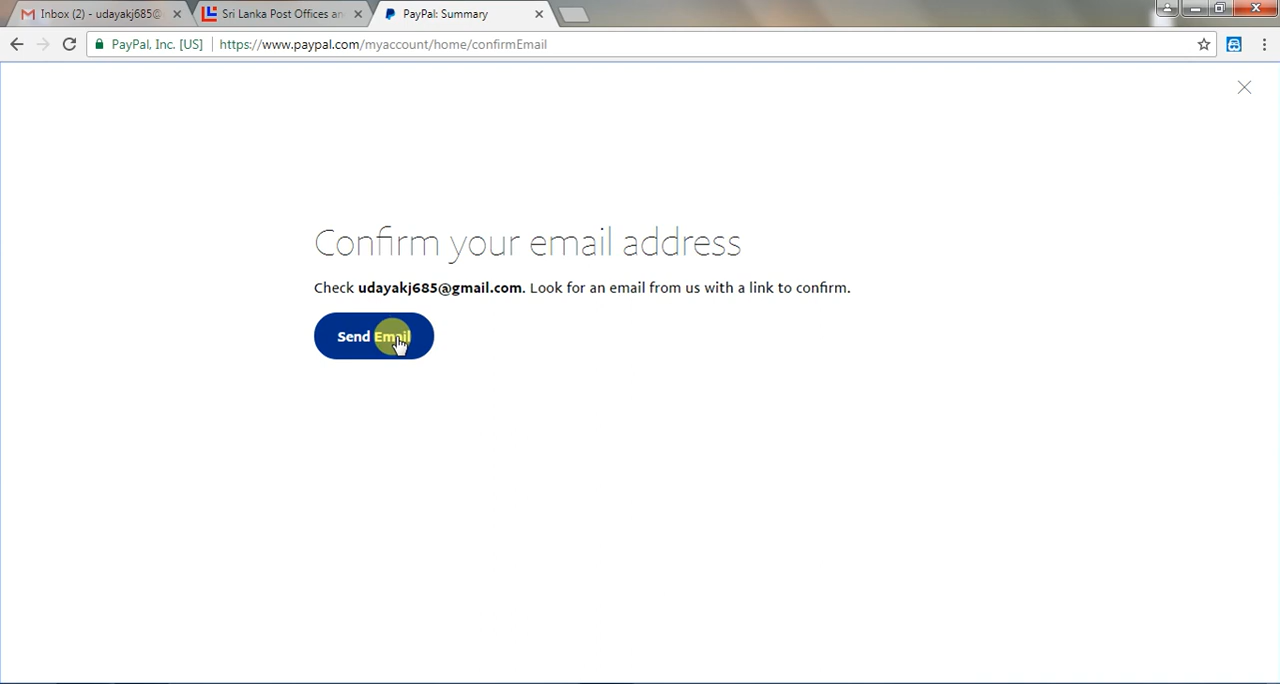 Inbox (2) - udayakj685@
Sri Lanka Post Offices an
PayPal: Summary
PayPal, Inc. [US]
https://www.paypal.com/myaccount/home/confirmEmail
Confirm your email address
Check udayakj685@gmail.com. Look for an email from us with a link to confirm.
Send Email